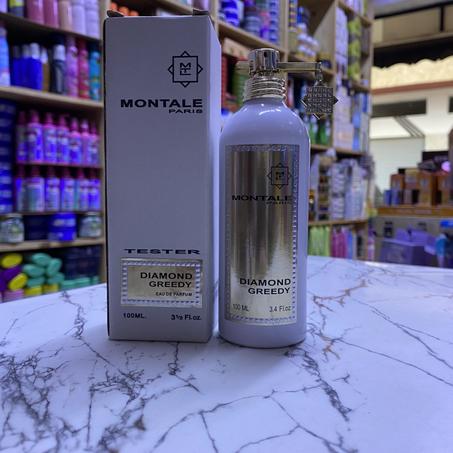 MONTALE
PARIS
TESTER
DIAMOND
GREEDY
EAU DE PARFUM
100ML.
3⅓ Fl.oz.
MONTALE
PARIS
DIAMOND
GREEDY
100 ML
3.4 Fl.oz